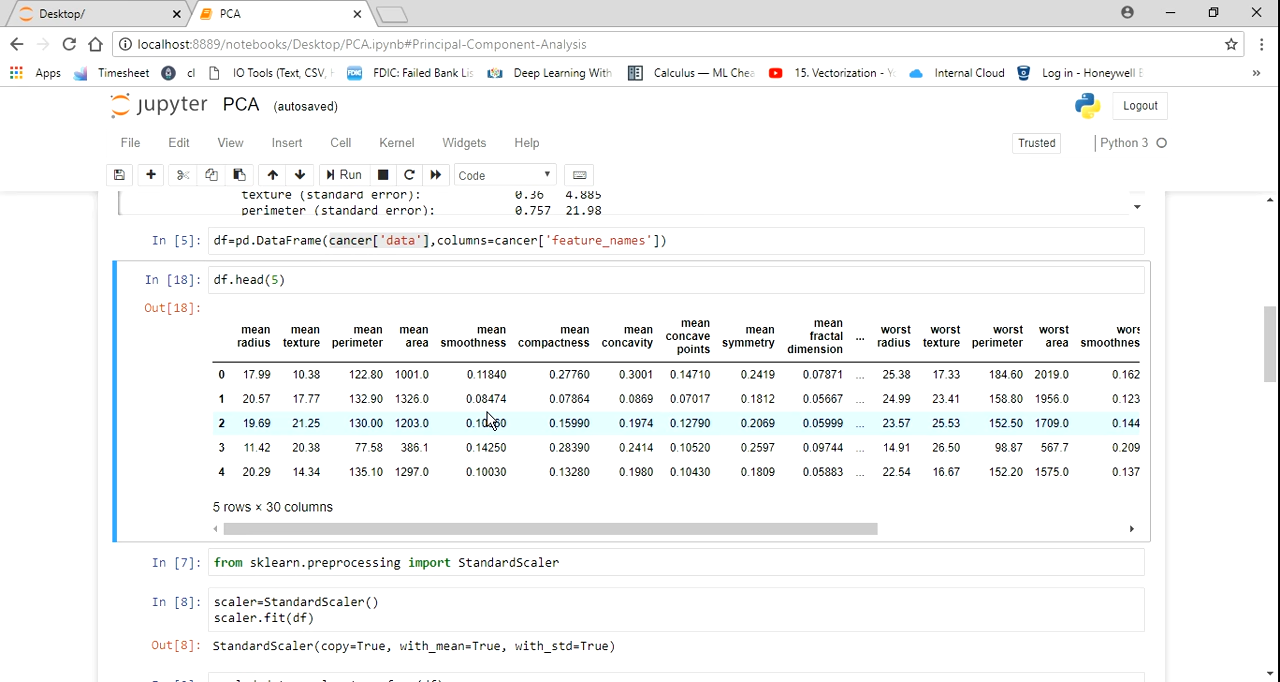 Desktop/
PCA
localhost:8889/notebooks/Desktop/PCA.ipynb#Principal-Component-Analysis
Apps Timesheet cl IO Tools (Text, CSV, FDIC: Failed Bank Lis Deep Learning With Calculus — ML Chea 15. Vectorization - Internal Cloud Log in - Honeywell »
jupyter PCA (autosaved)
Logout
File Edit View Insert Cell Kernel Widgets Help
Trusted Python 3
Run Code
texture (standard error): 0.36 4.885
perimeter (standard error): 0.757 21.98
In [5]: df=pd.DataFrame(cancer['data'],columns=cancer['feature_names'])
In [18]: df.head(5)
Out[18]:
mean radius mean texture mean perimeter mean area mean smoothness mean compactness mean concavity mean concave points mean symmetry mean fractal dimension ... worst radius worst texture worst perimeter worst area wors smoothnes
0 17.99 10.38 122.80 1001.0 0.11840 0.27760 0.3001 0.14710 0.2419 0.07871 ... 25.38 17.33 184.60 2019.0 0.162
1 20.57 17.77 132.90 1326.0 0.08474 0.07864 0.0869 0.07017 0.1812 0.05667 ... 24.99 23.41 158.80 1956.0 0.123
2 19.69 21.25 130.00 1203.0 0.15990 0.1974 0.12790 0.2069 0.05999 ... 23.57 25.53 152.50 1709.0 0.144
3 11.42 20.38 77.58 386.1 0.14250 0.28390 0.2414 0.10520 0.2597 0.09744 ... 14.91 26.50 98.87 567.7 0.209
4 20.29 14.34 135.10 1297.0 0.10030 0.13280 0.1980 0.10430 0.1809 0.05883 ... 22.54 16.67 152.20 1575.0 0.137
5 rows × 30 columns
In [7]: from sklearn.preprocessing import StandardScaler
In [8]: scaler=StandardScaler()
scaler.fit(df)
Out[8]: StandardScaler(copy=True, with_mean=True, with_std=True)